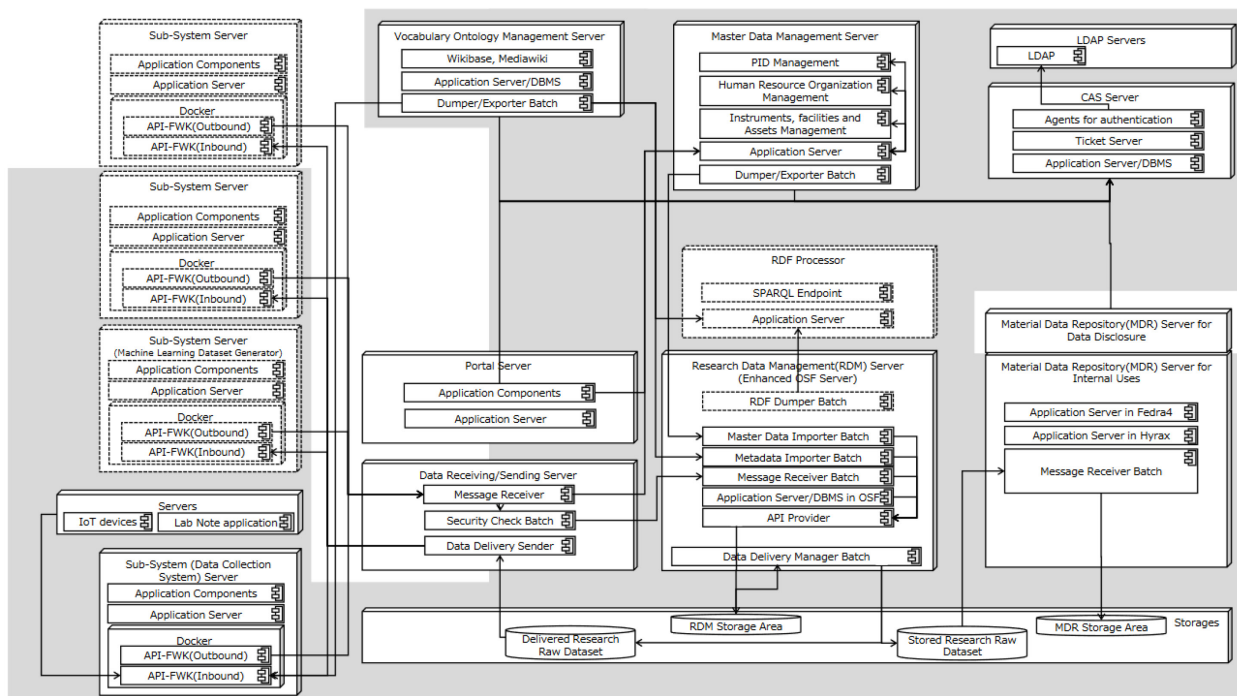 Sub-System Server
Application Components
Application Server
Docker
API-FWK(Outbound)
API-FWK(Inbound)
Sub-System Server
Application Components
Application Server
Docker
API-FWK(Outbound)
API-FWK(Inbound)
Sub-System Server
(Machine Learning Dataset Generator)
Application Components
Application Server
Docker
API-FWK(Outbound)
API-FWK(Inbound)
Servers
IoT devices
Lab Note application
Sub-System (Data Collection
System) Server
Application Components
Application Server
Docker
API-FWK(Outbound)
API-FWK(Inbound)
Vocabulary Ontology Management Server
Wikibase, Mediawiki
Application Server/DBMS
Dumper/Exporter Batch
Portal Server
Application Components
Application Server
Data Receiving/Sending Server
Message Receiver
Security Check Batch
Data Delivery Sender
Master Data Management Server
PID Management
Human Resource Organization
Management
Instruments, facilities and
Assets Management
Application Server
Dumper/Exporter Batch
RDF Processor
SPARQL Endpoint
Application Server
Research Data Management(RDM) Server
(Enhanced OSF Server)
RDF Dumper Batch
Master Data Importer Batch
Metadata Importer Batch
Message Receiver Batch
Application Server/DBMS in OSF
API Provider
Data Delivery Manager Batch
LDAP Servers
LDAP
CAS Server
Agents for authentication
Ticket Server
Application Server/DBMS
Material Data Repository(MDR) Server for
Data Disclosure
Material Data Repository(MDR) Server for
Internal Uses
Application Server in Fedra4
Application Server in Hyrax
Message Receiver Batch
Delivered Research
Raw Dataset
RDM Storage Area
Stored Research Raw
Dataset
MDR Storage Area
Storages